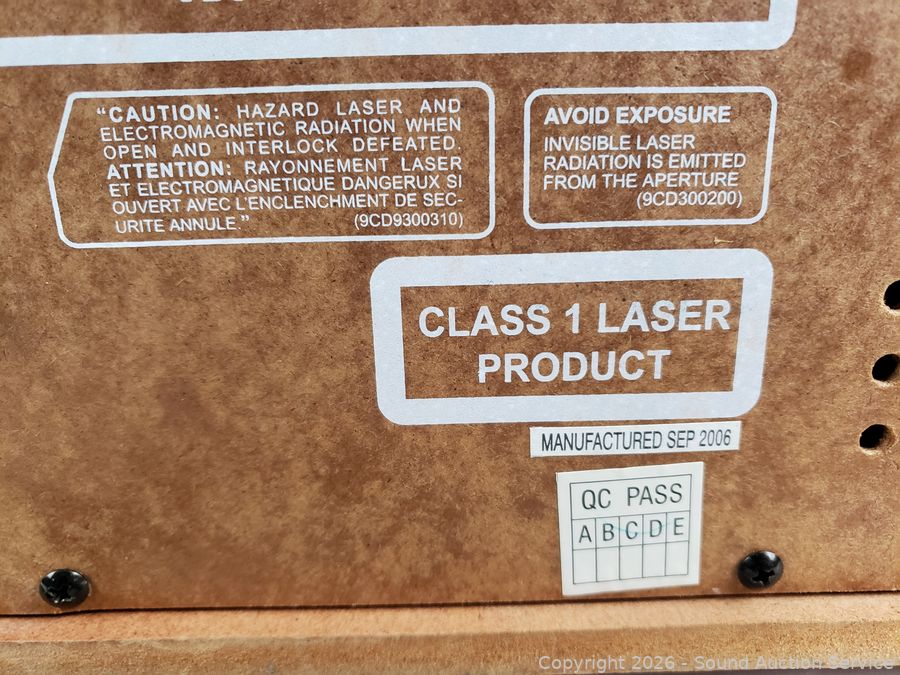 "CAUTION: HAZARD LASER AND
ELECTROMAGNETIC RADIATION WHEN
OPEN AND INTERLOCK DEFEATED.
ATTENTION: RAYONNEMENT LASER
ET ELECTROMAGNETIQUE DANGERUX SI
OUVERT AVEC L'ENCLENCHMENT DE SEC-
URITE ANNULE." (9CD9300310)
AVOID EXPOSURE
INVISIBLE LASER
RADIATION IS EMITTED
FROM THE APERTURE
(9CD300200)
CLASS 1 LASER
PRODUCT
MANUFACTURED SEP 2006
QC PASS
A B C D E
Copyright 2026 - Sound Auction Service